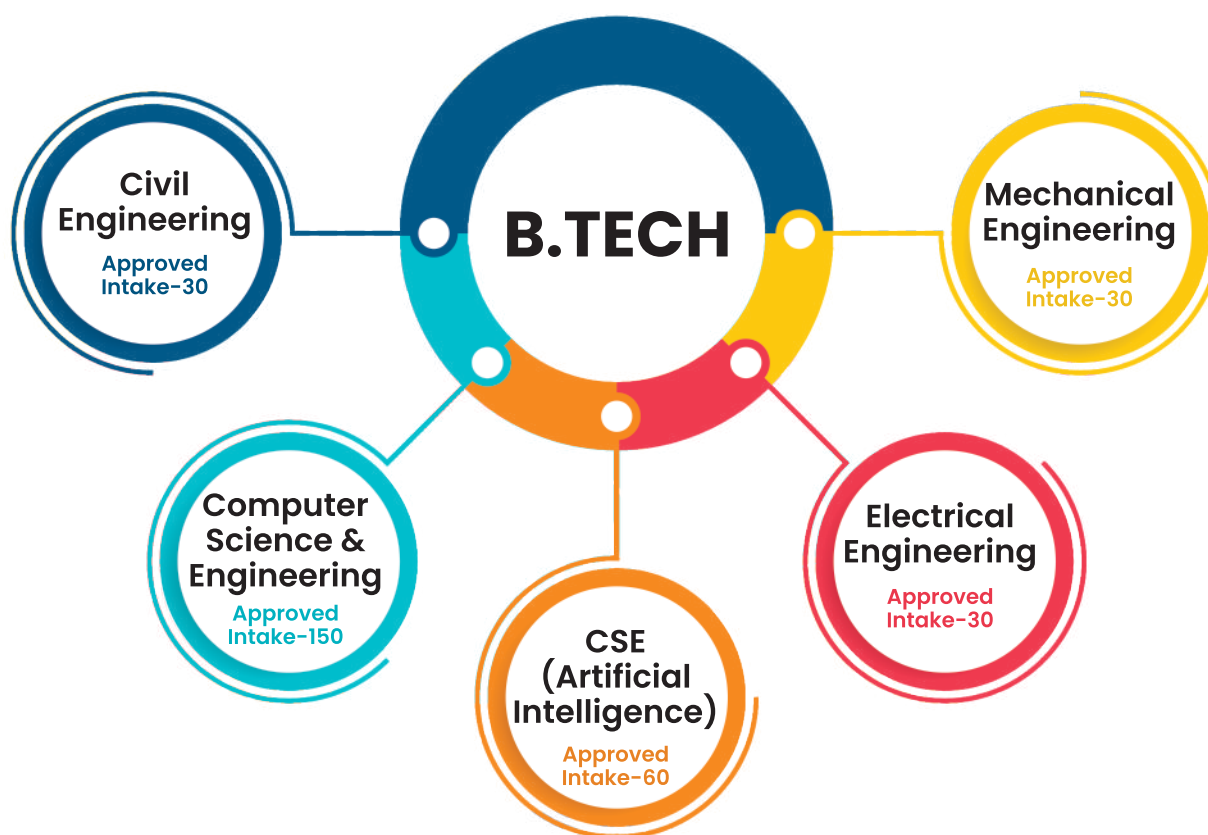 B.TECH
Civil
Engineering
Approved
Intake-30
Computer
Science &
Engineering
Approved
Intake-150
CSE
(Artificial
Intelligence)
Approved
Intake-60
Electrical
Engineering
Approved
Intake-30
Mechanical
Engineering
Approved
Intake-30